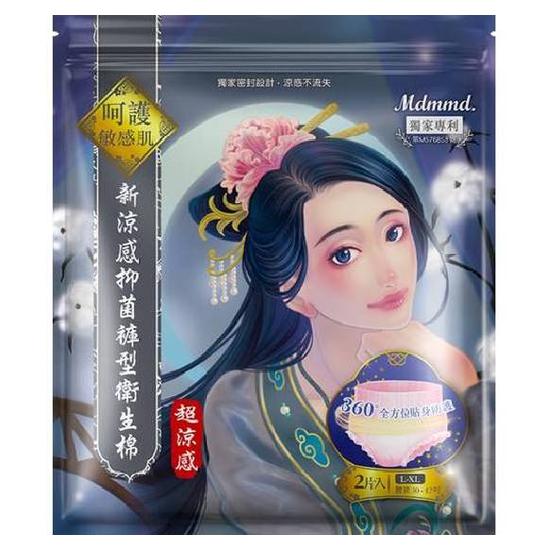 獨家密封設計，涼感不流失
Mdmmd.
獨家專利
呵護
敏感肌
新涼感抑菌褲型衛生棉
超涼感
360°全方位貼身防護
2片入
L-XL